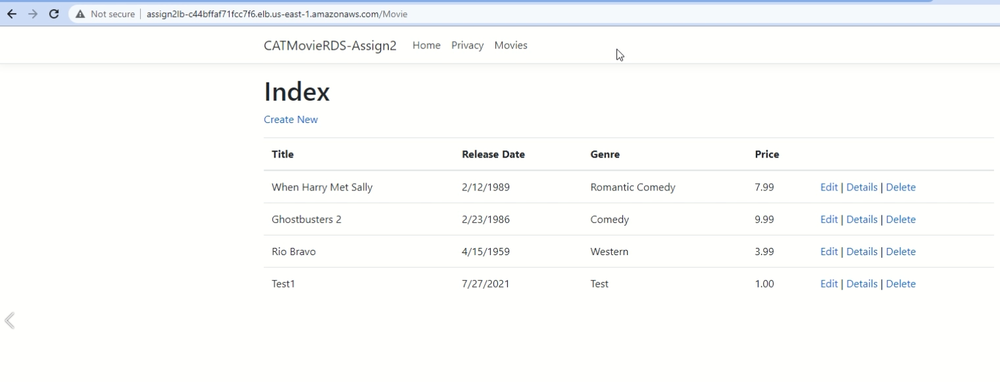 Not secure | assign2lb-c44bffaf71fcc7f6.elb.us-east-1.amazonaws.com/Movie
CATMovieRDS-Assign2 Home Privacy Movies
Index
Create New
Title Release Date Genre Price
When Harry Met Sally 2/12/1989 Romantic Comedy 7.99 Edit | Details | Delete
Ghostbusters 2 2/23/1986 Comedy 9.99 Edit | Details | Delete
Rio Bravo 4/15/1959 Western 3.99 Edit | Details | Delete
Test1 7/27/2021 Test 1.00 Edit | Details | Delete